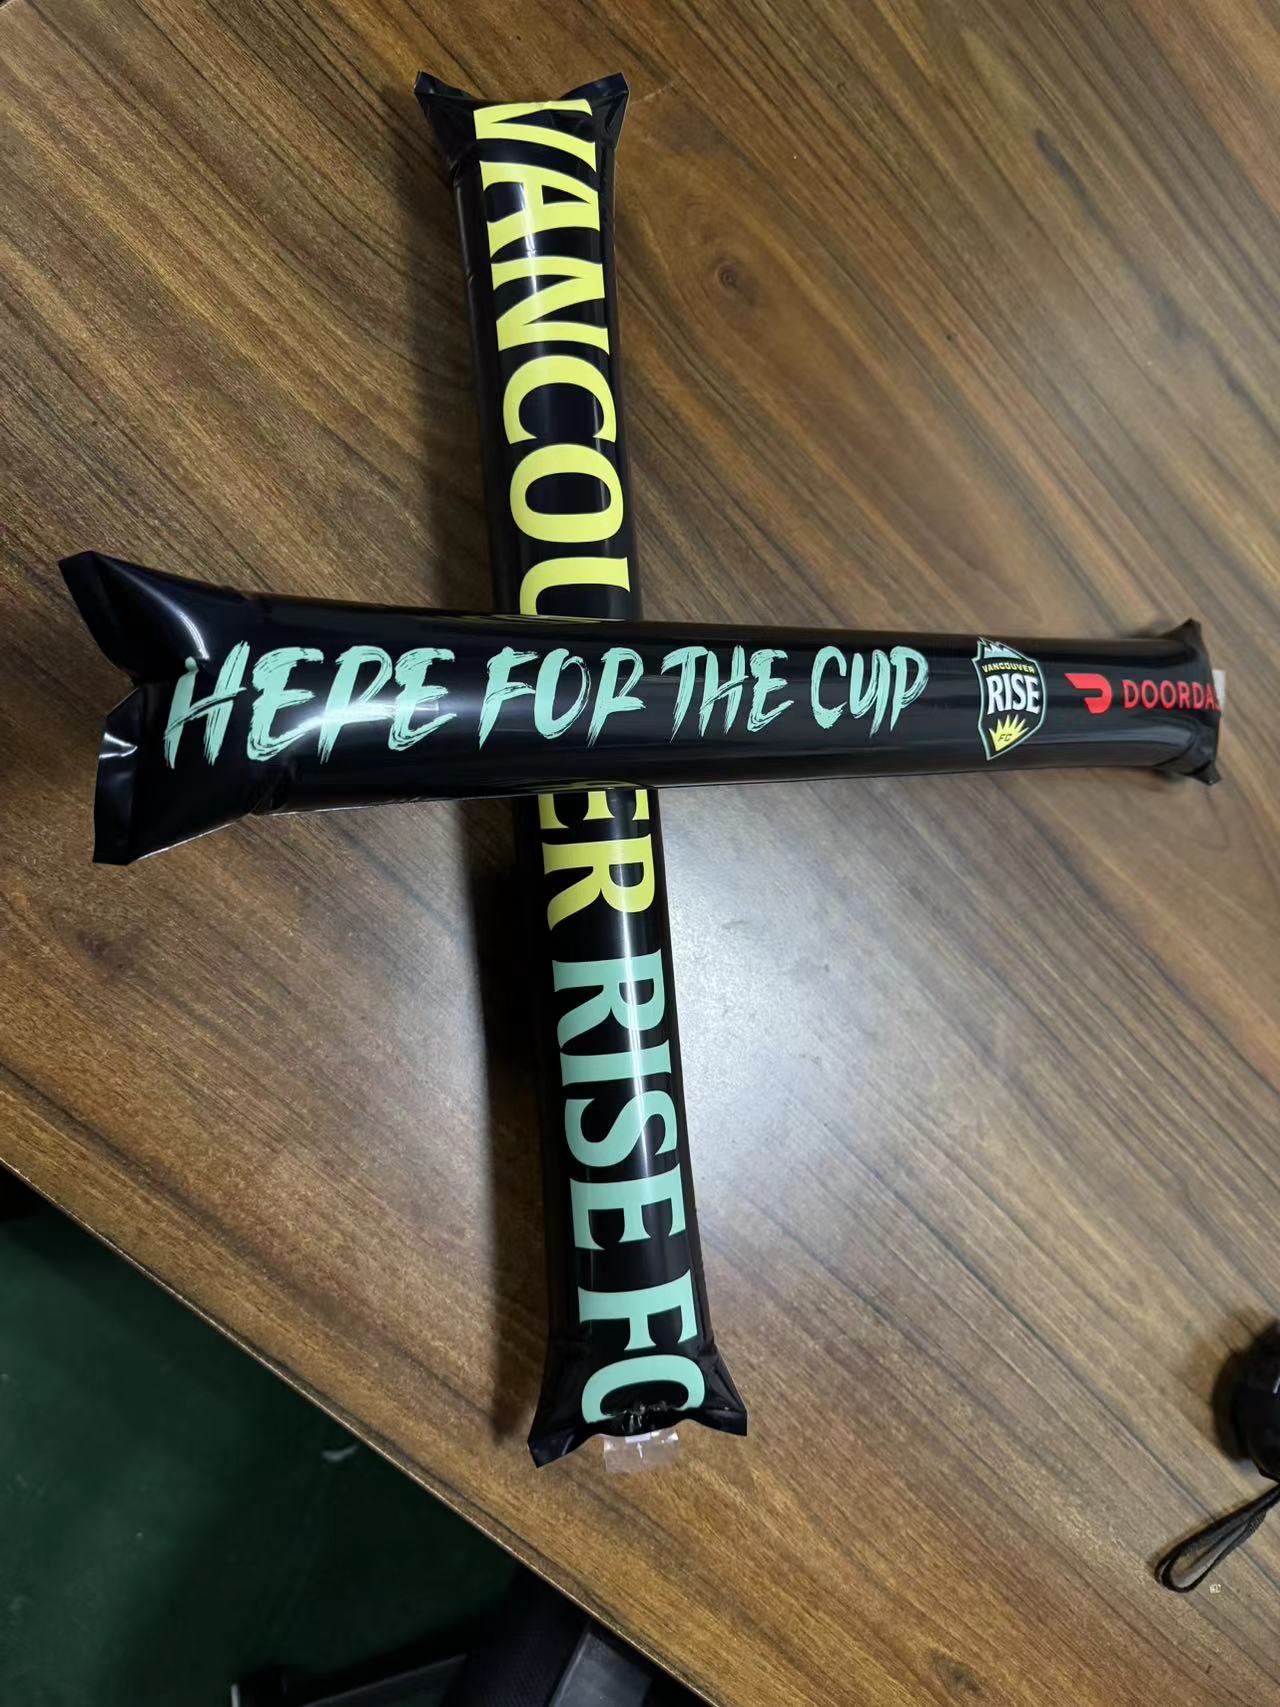 VANCOU
ER RISE FC
HERE FOR THE CUP
VANCOUVER
RISE
FC
DOORDA